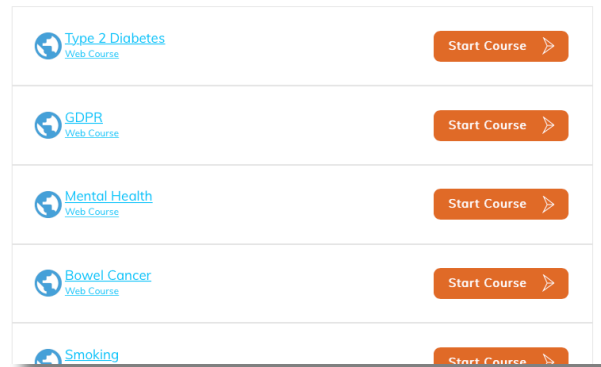 Type 2 Diabetes
Web Course
Start Course
GDPR
Web Course
Start Course
Mental Health
Web Course
Start Course
Bowel Cancer
Web Course
Start Course
Smoking
Start Course